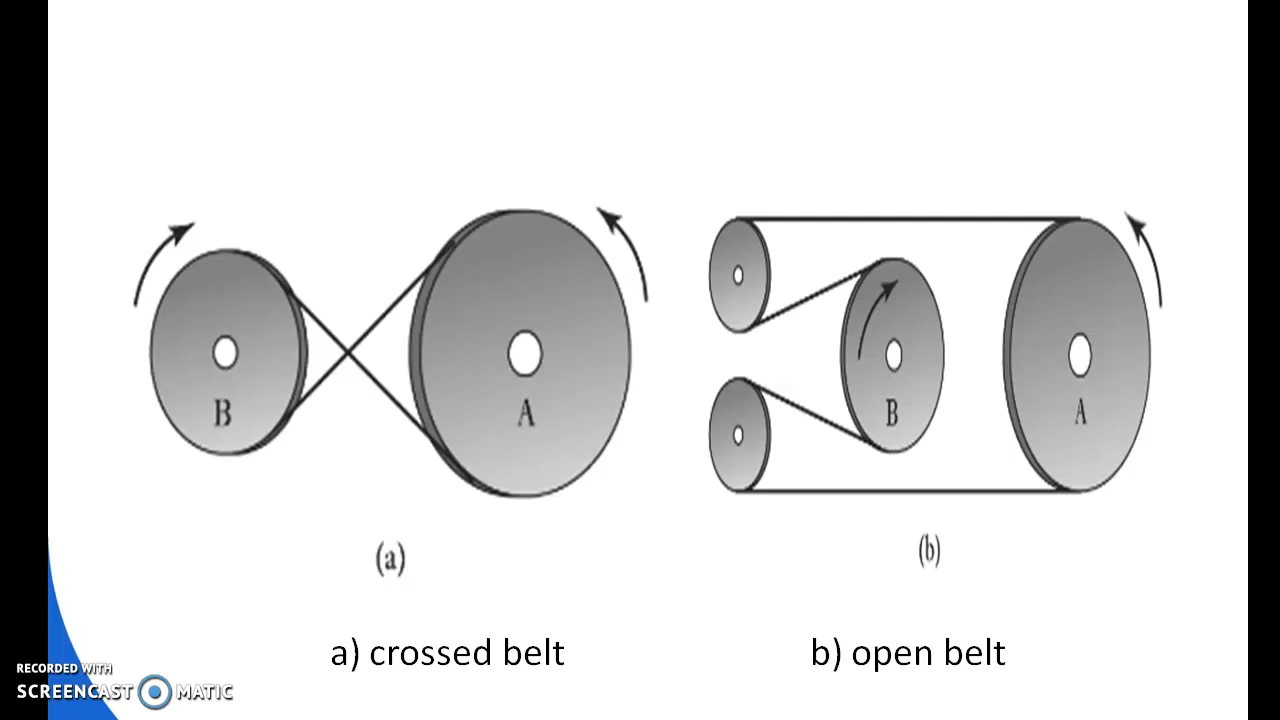 B
A
B
A
(a)
(b)
a) crossed belt
b) open belt
RECORDED WITH
SCREENCAST MATIC